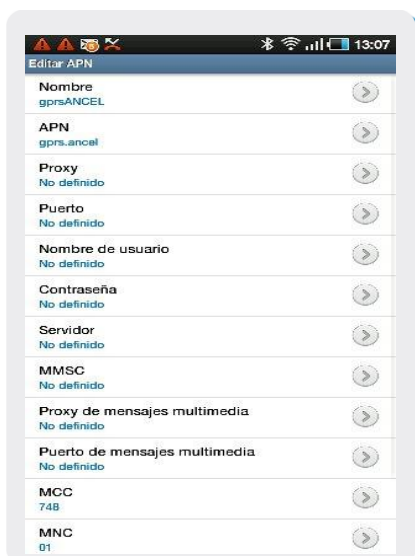 13:07
Editar APN
Nombre
gprsANCEL
APN
gprs.ancel
Proxy
No definido
Puerto
No definido
Nombre de usuario
No definido
Contraseña
No definido
Servidor
No definido
MMSC
No definido
Proxy de mensajes multimedia
No definido
Puerto de mensajes multimedia
No definido
MCC
748
MNC
01